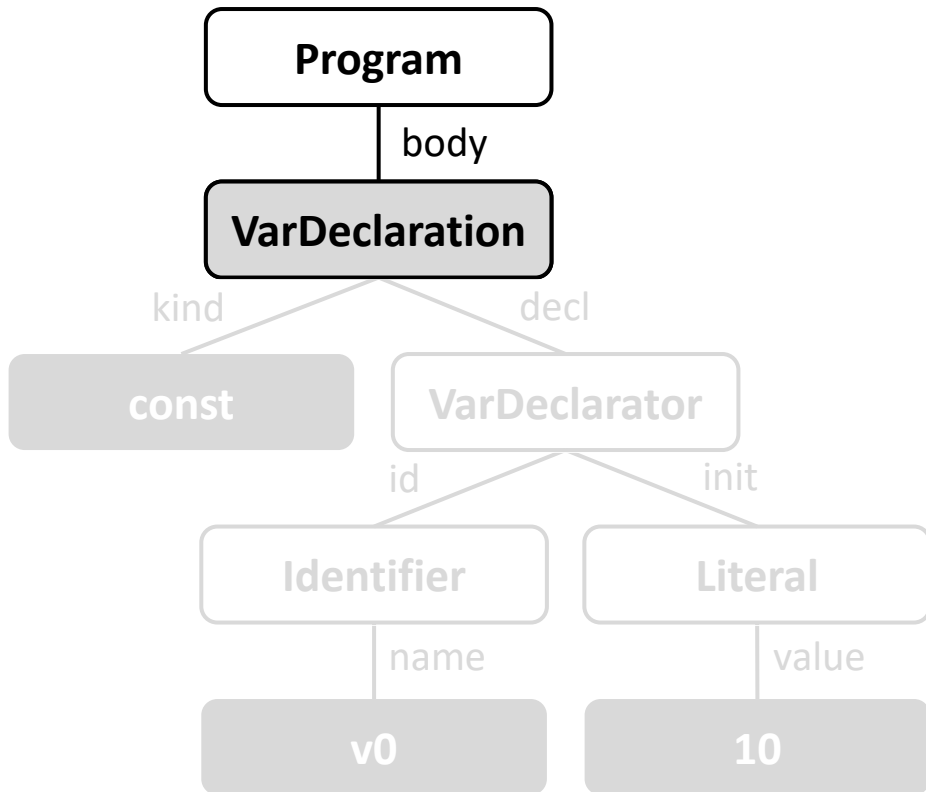 Program
body
VarDeclaration
kind decl
const VarDeclarator
id init
Identifier Literal
name value
v0 10